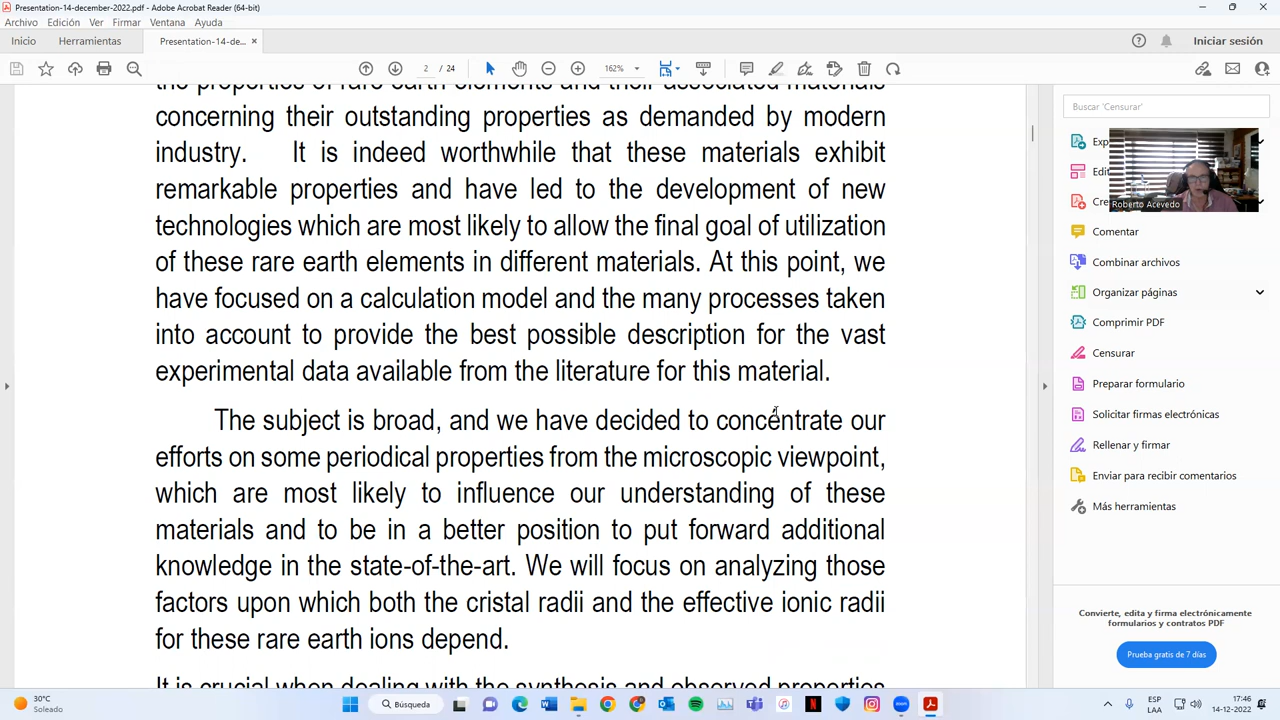 Presentation-14-december-2022.pdf - Adobe Acrobat Reader (64-bit)
Archivo Edición Ver Firmar Ventana Ayuda
Inicio Herramientas Presentation-14-de... × Iniciar sesión
2 / 24 162%
the properties of rare earth elements and their associated materials
concerning their outstanding properties as demanded by modern
industry. It is indeed worthwhile that these materials exhibit
remarkable properties and have led to the development of new
technologies which are most likely to allow the final goal of utilization
of these rare earth elements in different materials. At this point, we
have focused on a calculation model and the many processes taken
into account to provide the best possible description for the vast
experimental data available from the literature for this material.
The subject is broad, and we have decided to concentrate our
efforts on some periodical properties from the microscopic viewpoint,
which are most likely to influence our understanding of these
materials and to be in a better position to put forward additional
knowledge in the state-of-the-art. We will focus on analyzing those
factors upon which both the cristal radii and the effective ionic radii
for these rare earth ions depend.
It is crucial when dealing with the synthesis and observed properties
Buscar 'Censurar'
Exp
Edit
Cre
Roberto Acevedo
Comentar
Combinar archivos
Organizar páginas
Comprimir PDF
Censurar
Preparar formulario
Solicitar firmas electrónicas
Rellenar y firmar
Enviar para recibir comentarios
Más herramientas
Convierte, edita y firma electrónicamente
formularios y contratos PDF
Prueba gratis de 7 días
30°C
Soleado
Búsqueda
ESP
LAA
17:46
14-12-2022